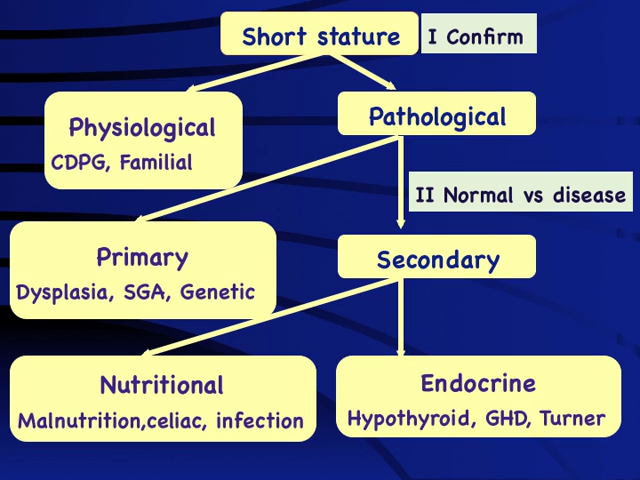 Short stature
I Confirm
Physiological
CDPG, Familial
Pathological
II Normal vs disease
Primary
Dysplasia, SGA, Genetic
Secondary
Nutritional
Malnutrition,celiac, infection
Endocrine
Hypothyroid, GHD, Turner